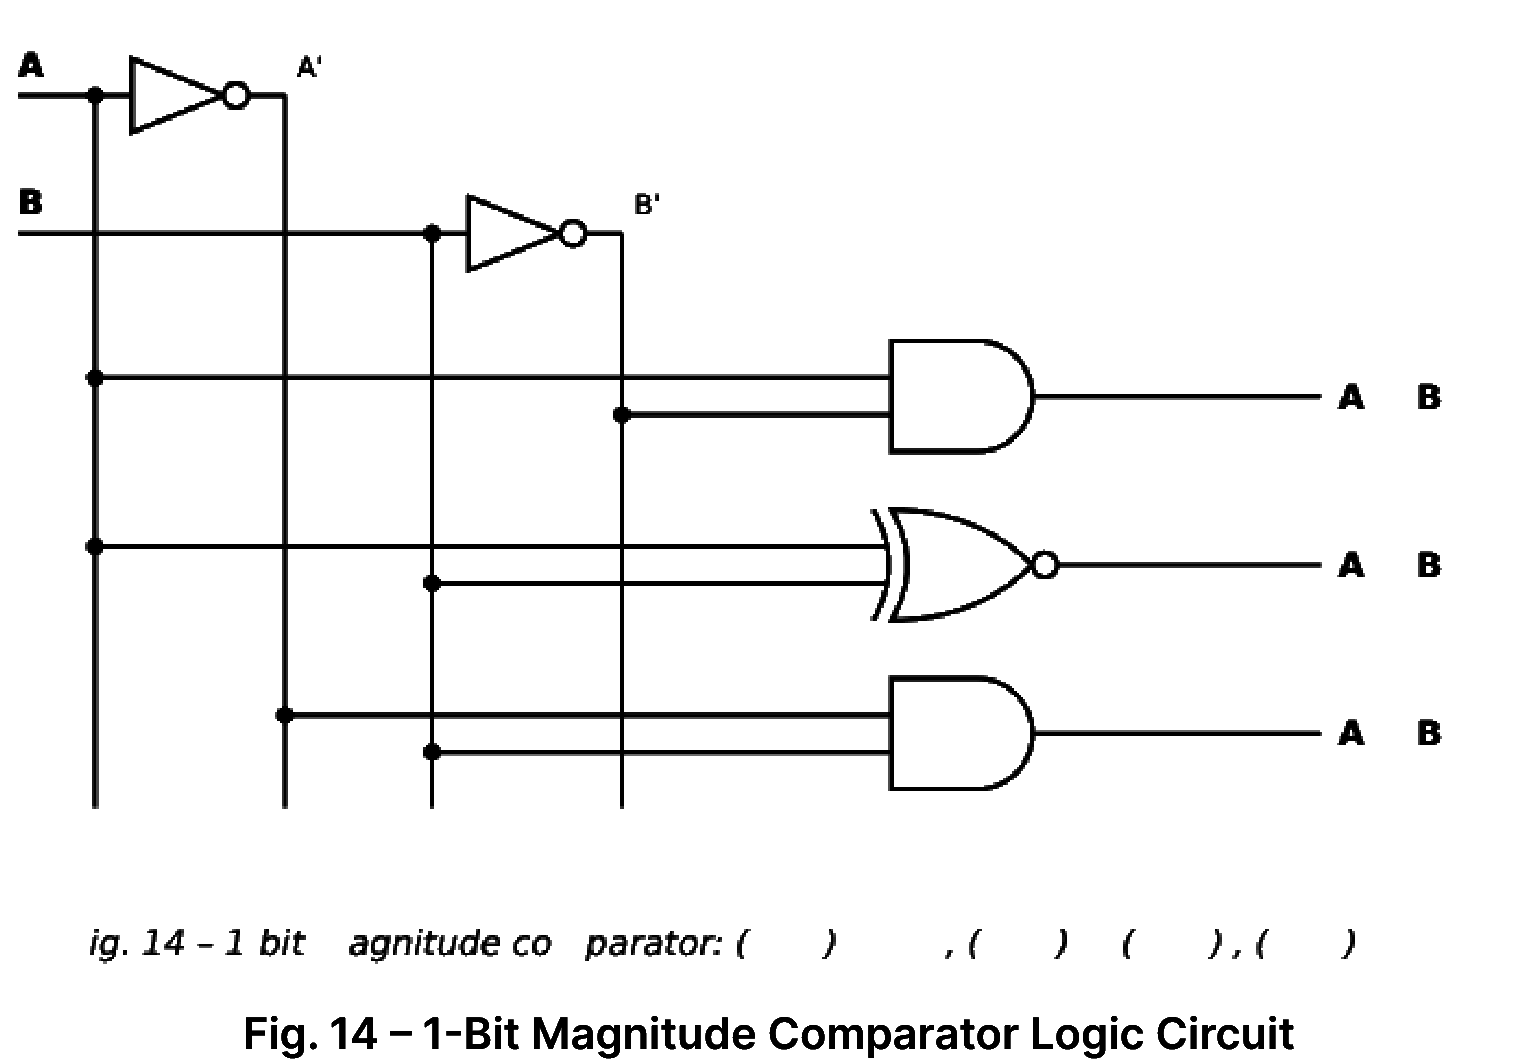 A
A'
B
B'
A B
A B
A B
ig. 14 – 1 bit agnitude co parator: ( ) , ( ) ( ) , ( )
Fig. 14 – 1-Bit Magnitude Comparator Logic Circuit